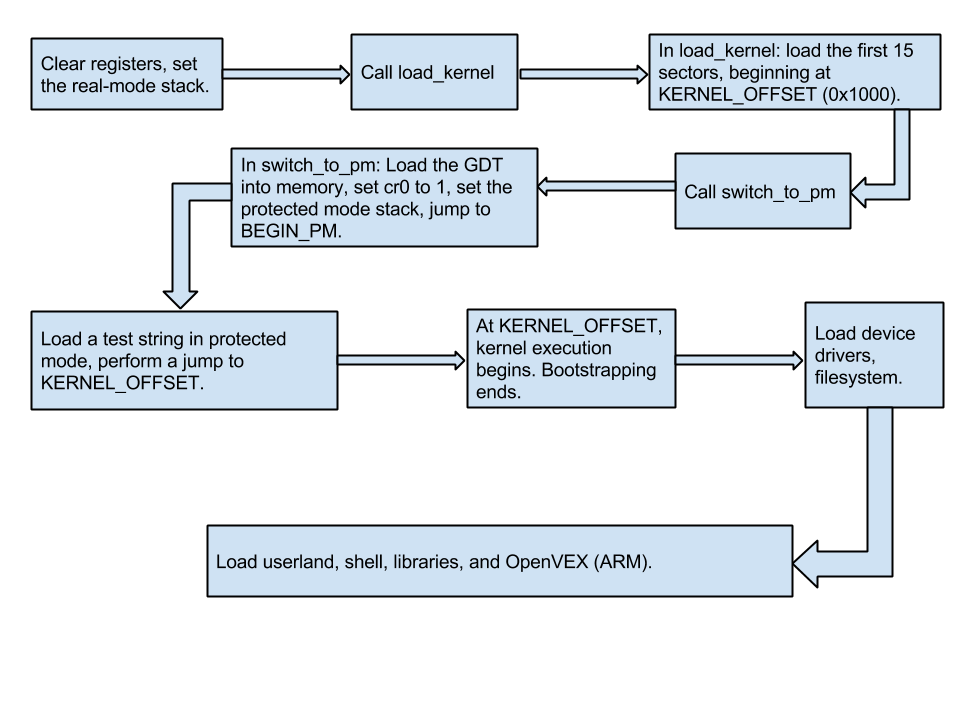 Clear registers, set
the real-mode stack.
Call load_kernel
In load_kernel: load the first 15
sectors, beginning at
KERNEL_OFFSET (0x1000).
Call switch_to_pm
In switch_to_pm: Load the GDT
into memory, set cr0 to 1, set the
protected mode stack, jump to
BEGIN_PM.
Load a test string in protected
mode, perform a jump to
KERNEL_OFFSET.
At KERNEL_OFFSET,
kernel execution
begins. Bootstrapping
ends.
Load device
drivers,
filesystem.
Load userland, shell, libraries, and OpenVEX (ARM).